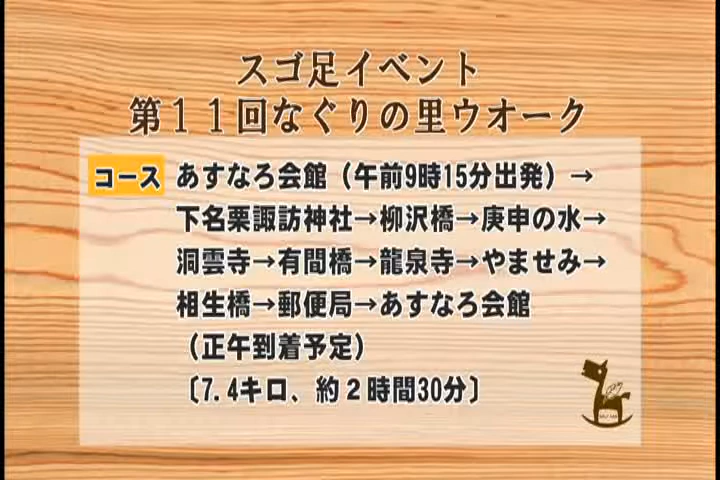 スゴ足イベント
第１１回なぐりの里ウオーク
コース
あすなろ会館（午前9時15分出発）→
下名栗諏訪神社→柳沢橋→庚申の水→
洞雲寺→有間橋→龍泉寺→やませみ→
相生橋→郵便局→あすなろ会館
（正午到着予定）
〔7.4キロ、約２時間30分〕